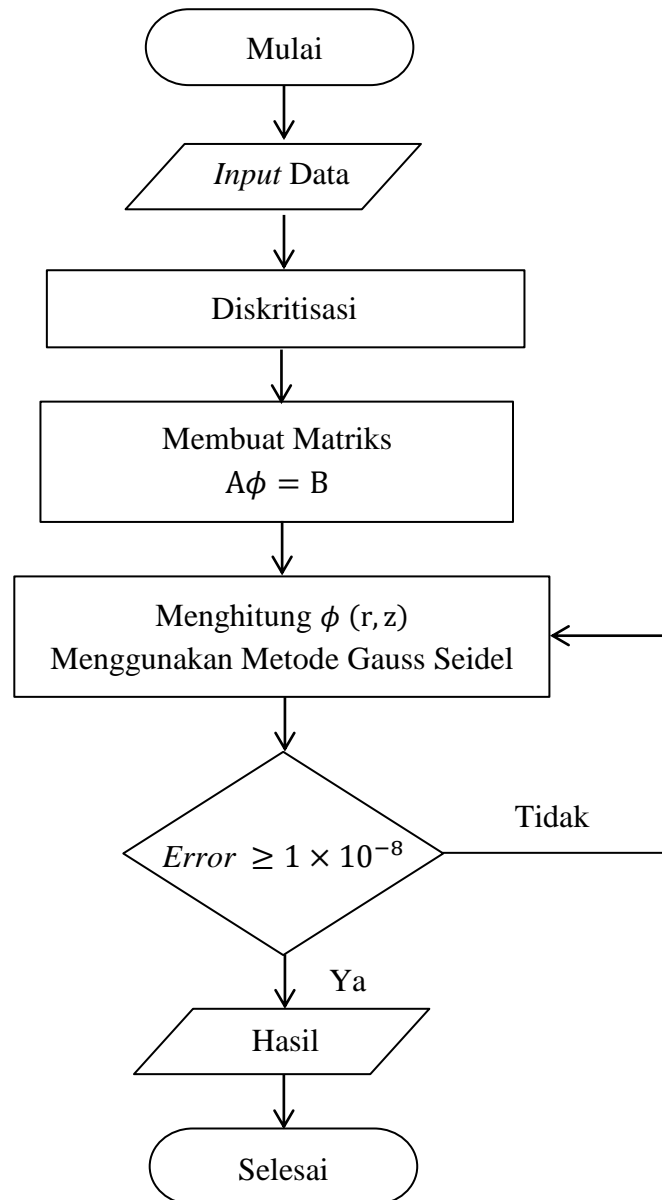 Mulai
Input Data
Diskritisasi
Membuat Matriks
Aϕ = B
Menghitung ϕ (r, z)
Menggunakan Metode Gauss Seidel
Tidak
Error ≥ 1 × 10⁻⁸
Ya
Hasil
Selesai